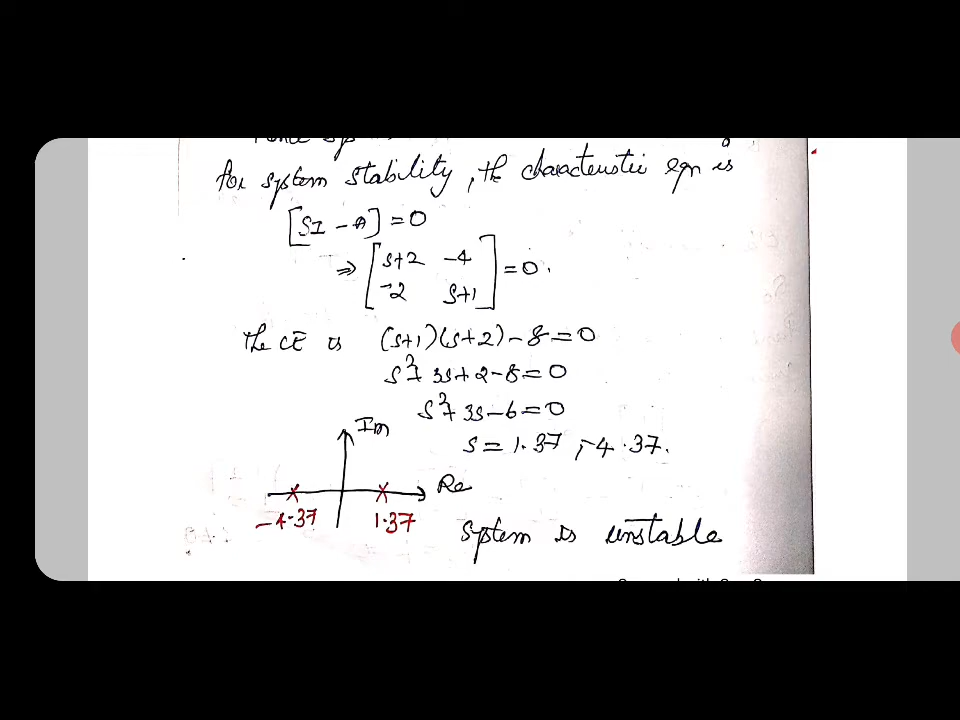 for system stability, the characteristic eqn is
[SI - A] = 0
⇒ [s+2 -4
-2 s+1] = 0.
the CE is (s+1)(s+2) - 8 = 0
s² + 3s + 2 - 8 = 0
s² + 3s - 6 = 0
s = 1.37, -4.37.
Im
Re
-4.37 1.37
System is unstable